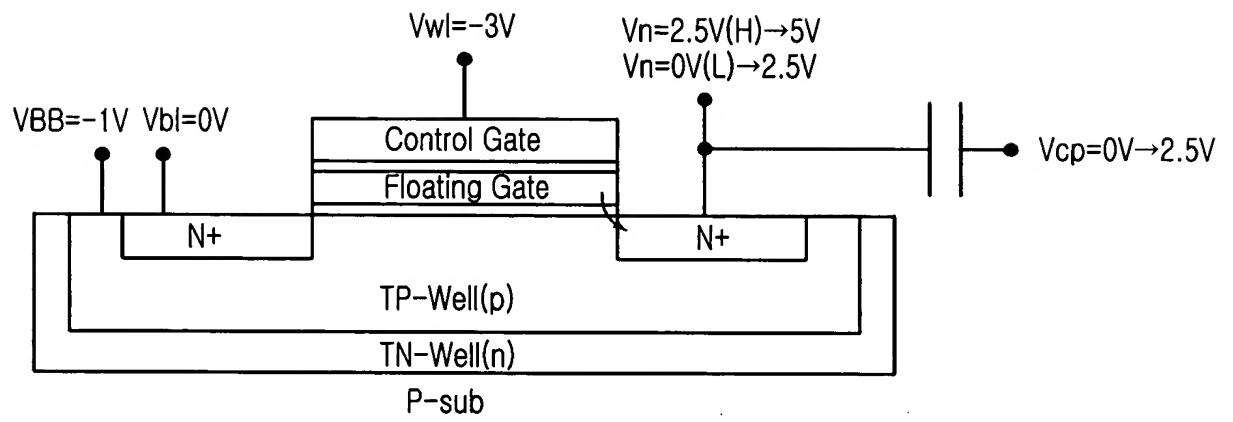 Vwl=-3V
Vn=2.5V(H)→5V
Vn=0V(L)→2.5V
VBB=-1V Vbl=0V
Control Gate
Vcp=0V→2.5V
Floating Gate
N+
N+
TP-Well(p)
TN-Well(n)
P-sub